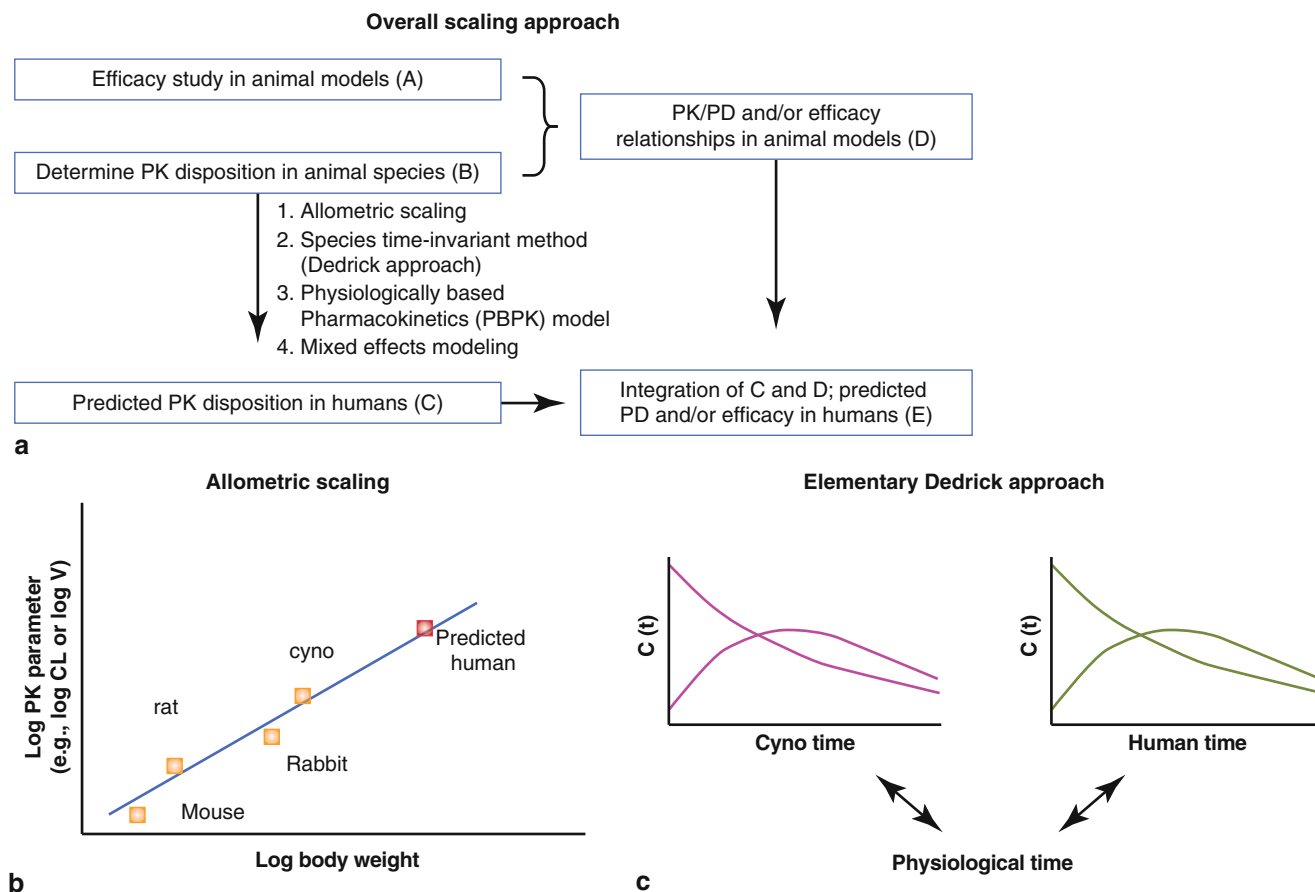 Overall scaling approach
Efficacy study in animal models (A)
Determine PK disposition in animal species (B)
PK/PD and/or efficacy
relationships in animal models (D)
1. Allometric scaling
2. Species time-invariant method
(Dedrick approach)
3. Physiologically based
Pharmacokinetics (PBPK) model
4. Mixed effects modeling
Predicted PK disposition in humans (C)
Integration of C and D; predicted
PD and/or efficacy in humans (E)
a
Allometric scaling
Log PK parameter
(e.g., log CL or log V)
rat
cyno
Predicted
human
Rabbit
Mouse
Log body weight
b
Elementary Dedrick approach
C (t)
Cyno time
C (t)
Human time
Physiological time
c